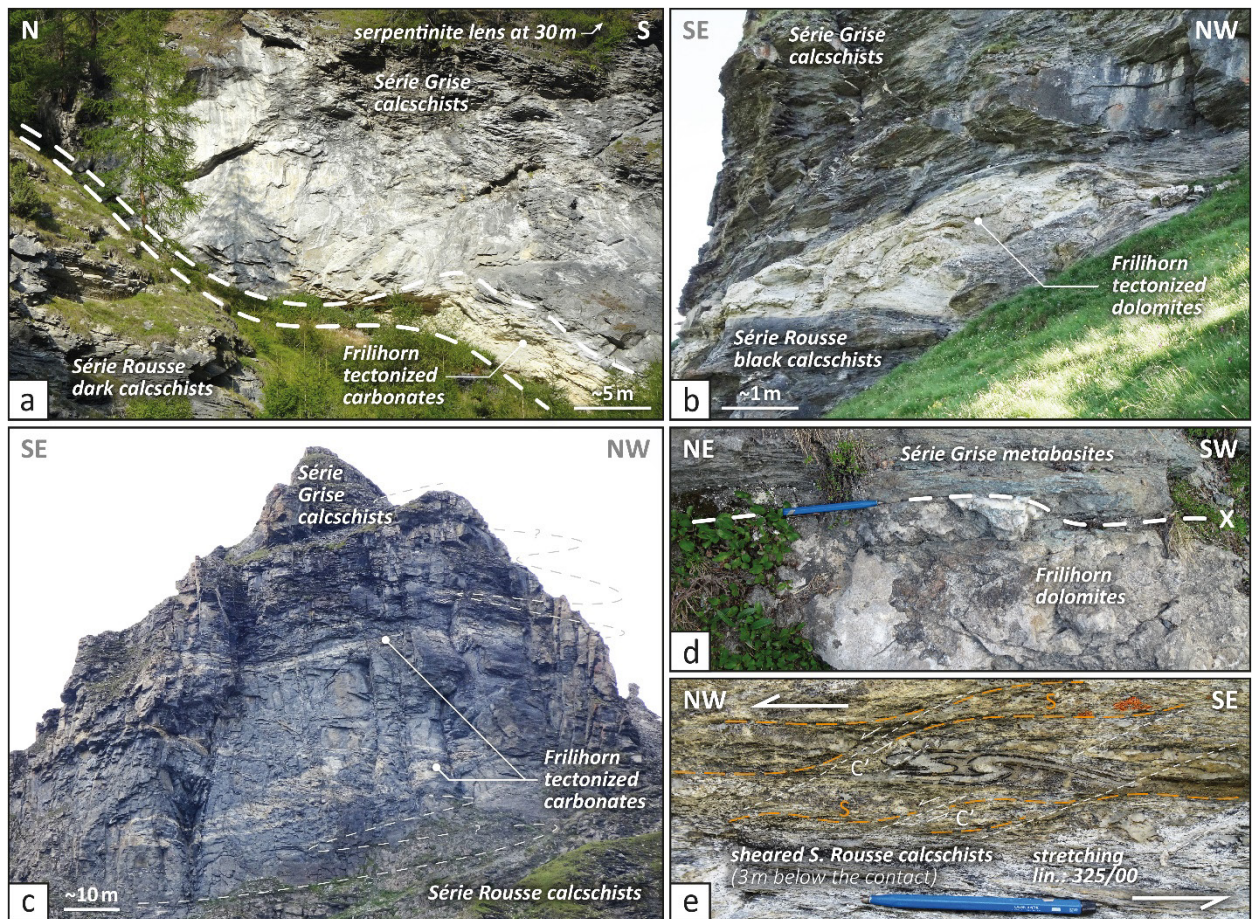 N
serpentinite lens at 30 m
S
Série Grise
calcschists
Série Rousse
dark calcschists
Frilihorn
tectonized
carbonates
~5 m
a
SE
NW
Série Grise
calcschists
Frilihorn
tectonized
dolomites
Série Rousse
black calcschists
~1 m
b
SE
NW
Série
Grise
calcschists
Frilihorn
tectonized
carbonates
~10 m
Série Rousse calcschists
c
NE
SW
Série Grise metabasites
X
Frilihorn
dolomites
d
NW
SE
S
C'
S
C'
sheared S. Rousse calcschists
(3 m below the contact)
stretching
lin.: 325/00
e